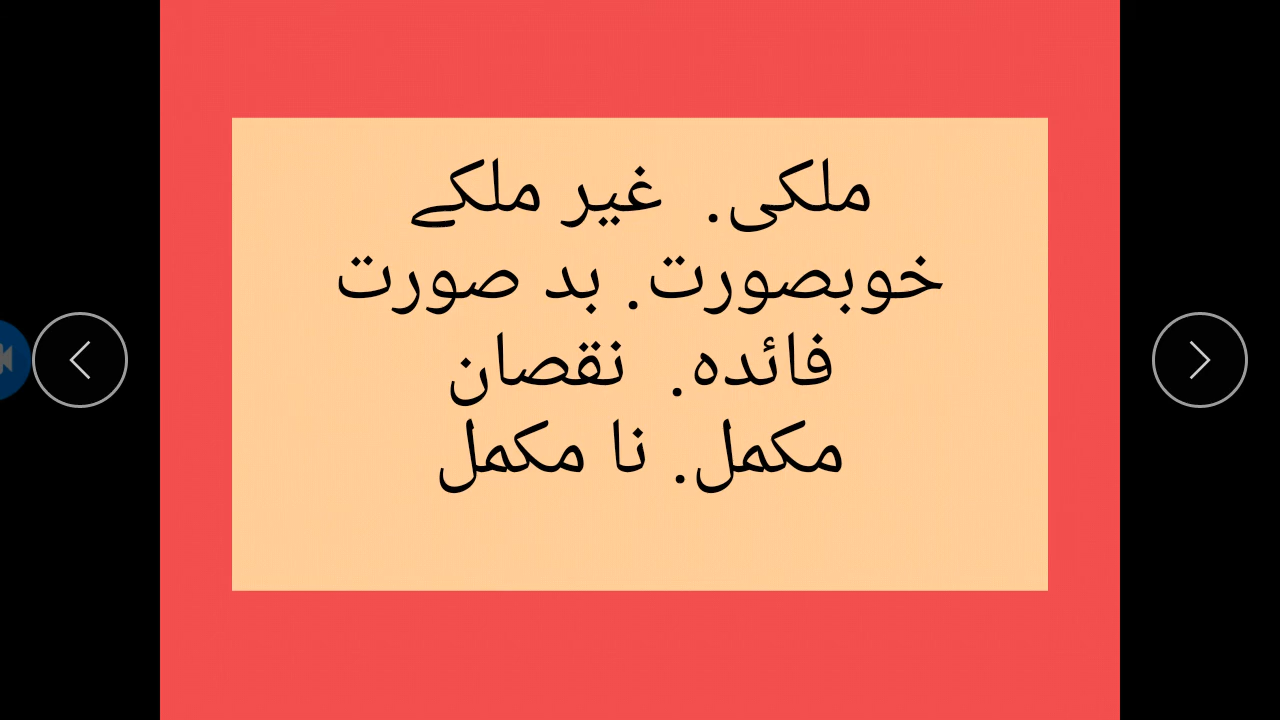 ملکی.  غیر ملکے
خوبصورت. بد صورت
فائدہ.  نقصان
مکمل. نا مکمل